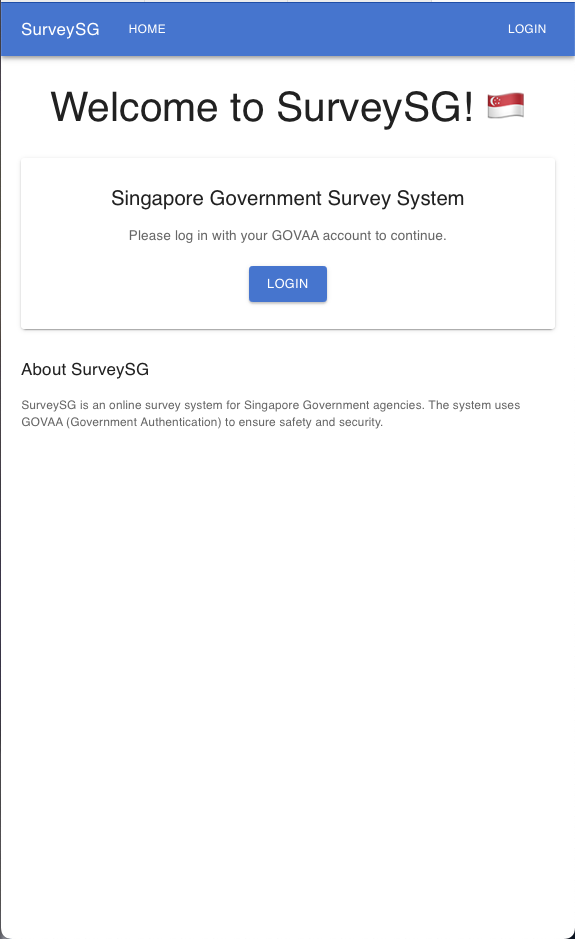 SurveySG HOME LOGIN
Welcome to SurveySG! 🇸🇬
Singapore Government Survey System
Please log in with your GOVAA account to continue.
LOGIN
About SurveySG
SurveySG is an online survey system for Singapore Government agencies. The system uses
GOVAA (Government Authentication) to ensure safety and security.